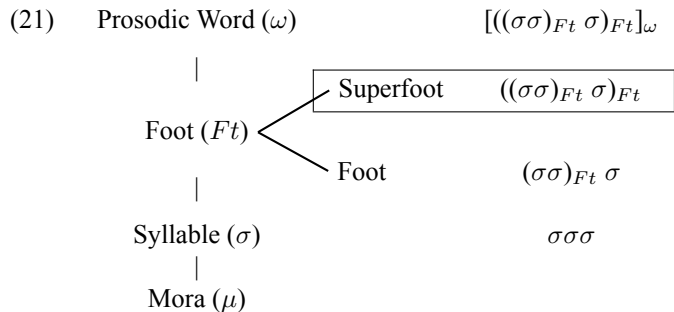 (21) Prosodic Word (ω) [((σσ)Ft σ)Ft]ω
Superfoot ((σσ)Ft σ)Ft
Foot (Ft)
Foot (σσ)Ft σ
Syllable (σ) σσσ
Mora (μ)